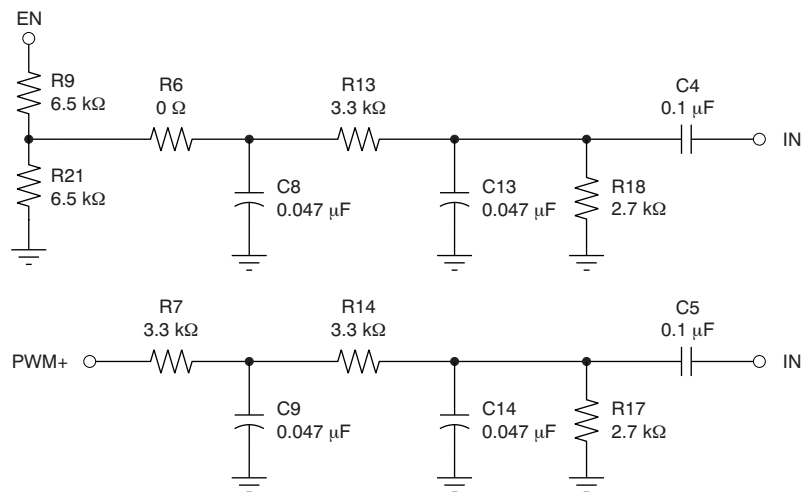 EN
R9
6.5 kΩ
R6
0 Ω
R13
3.3 kΩ
C4
0.1 μF
IN
R21
6.5 kΩ
C8
0.047 μF
C13
0.047 μF
R18
2.7 kΩ
R7
3.3 kΩ
R14
3.3 kΩ
C5
0.1 μF
PWM+
IN
C9
0.047 μF
C14
0.047 μF
R17
2.7 kΩ